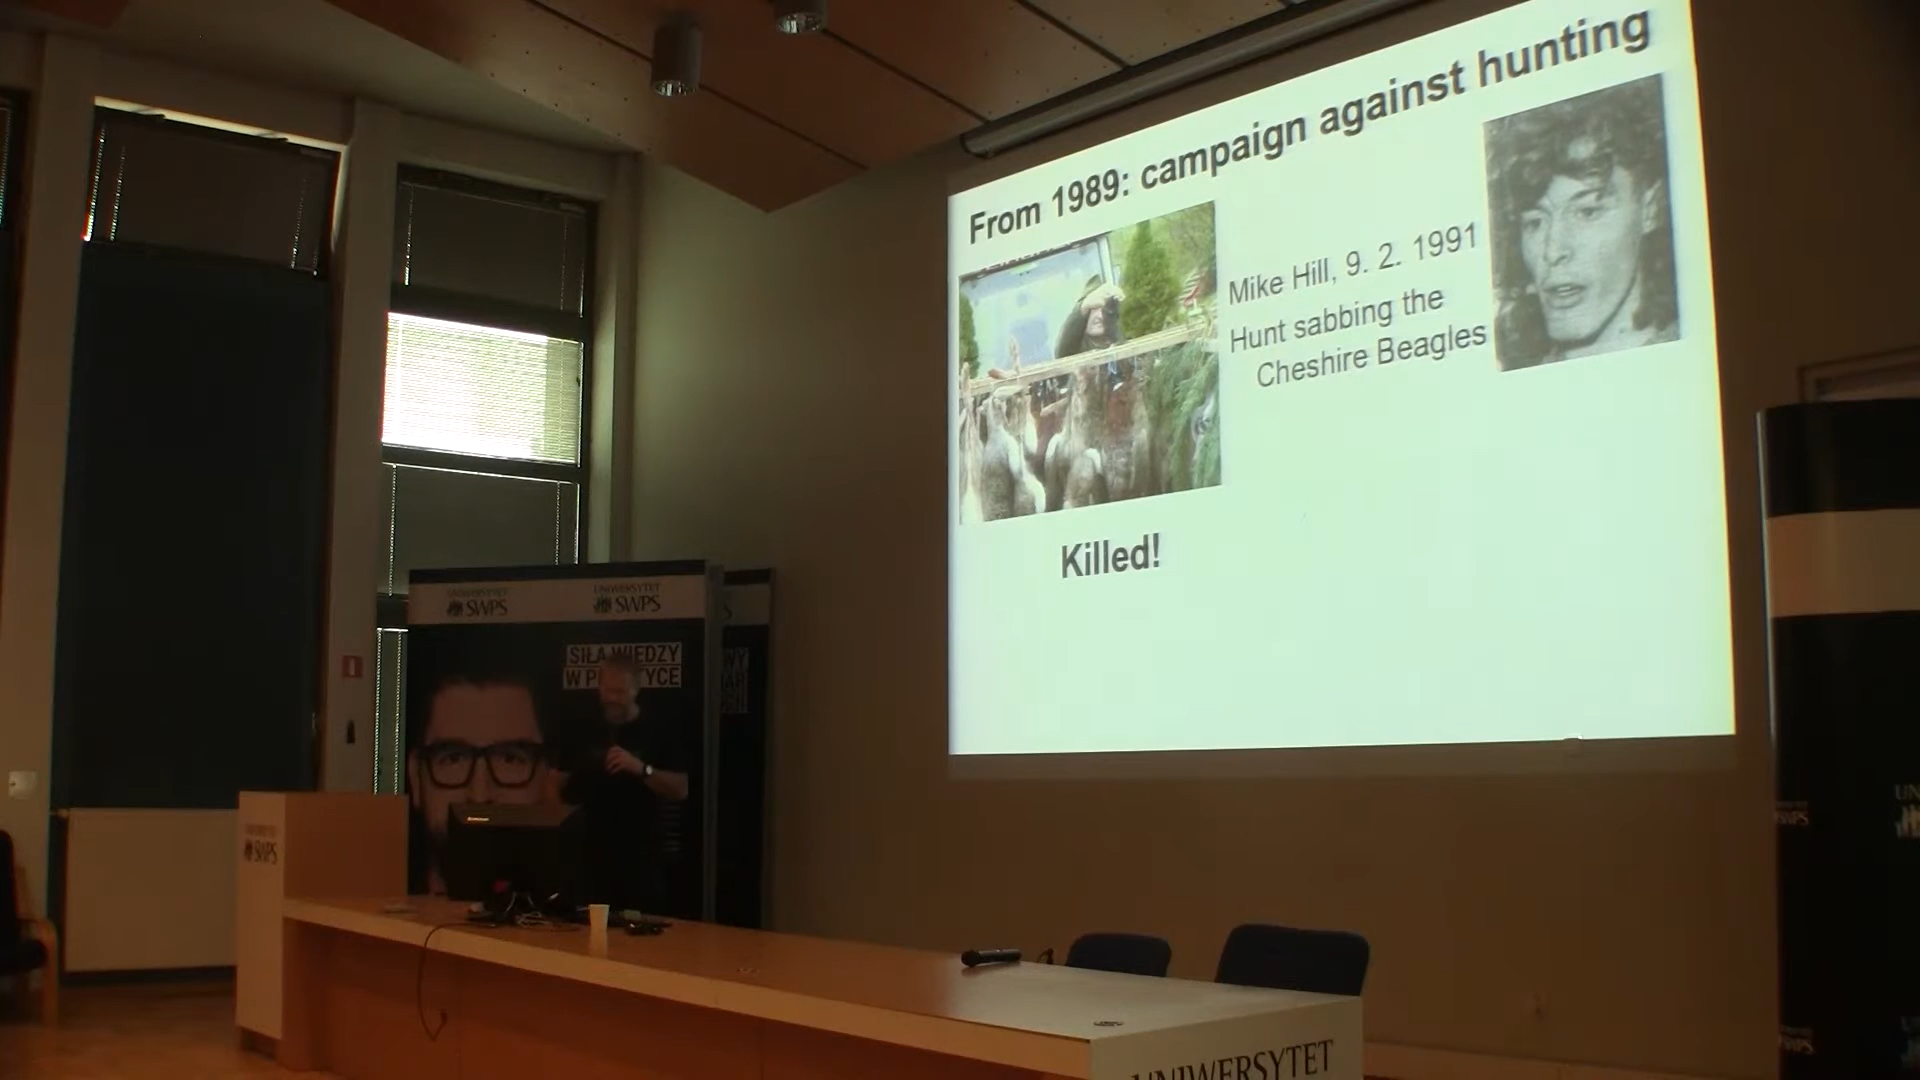 From 1989: campaign against hunting
Mike Hill, 9. 2. 1991
Hunt sabbing the
Cheshire Beagles
Killed!
UNIWERSYTET
SWPS
UNIWERSYTET
SWPS
SIŁA WIEDZY
W P TYCE
SWPS
UNIWERSYTET